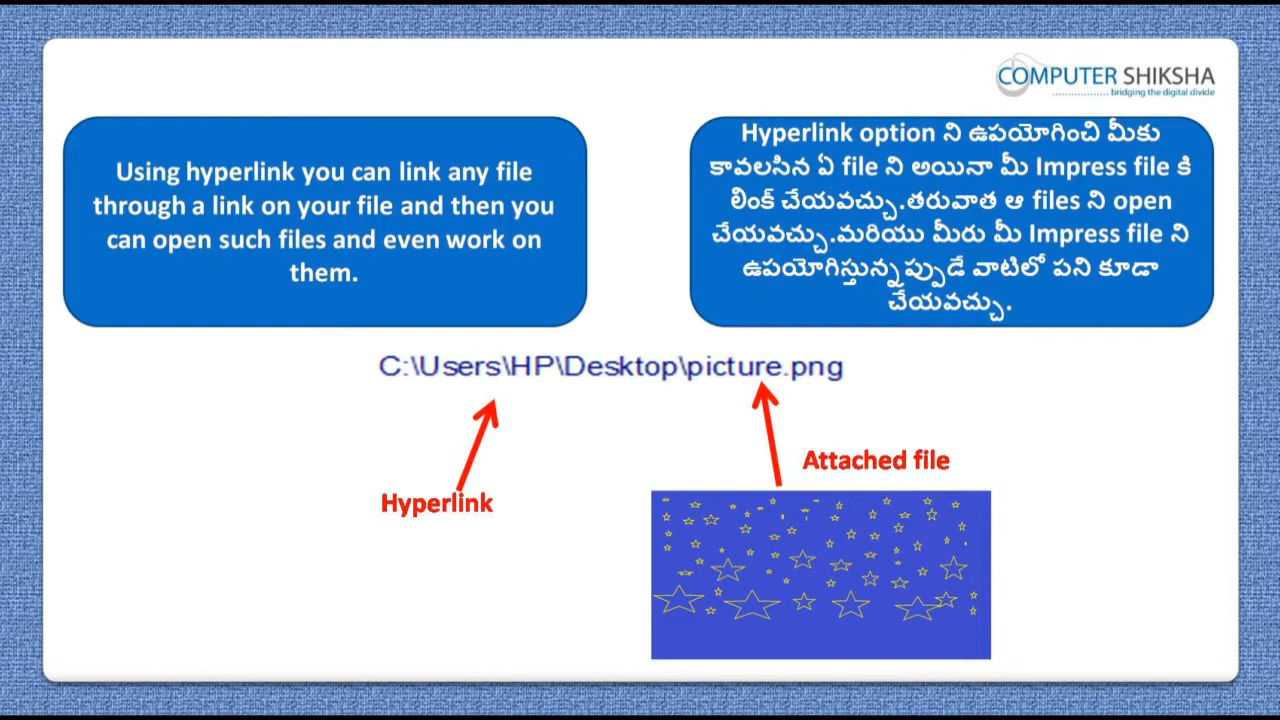 COMPUTER SHIKSHA
bridging the digital divide
Using hyperlink you can link any file
through a link on your file and then you
can open such files and even work on
them.
Hyperlink option ని ఉపయోగించి మీకు
కావలసిన ఏ file ని అయినా మీ Impress file కి
లింక్ చేయవచ్చు.తరువాత ఆ files ని open
చేయవచ్చు.మరియు మీరు మీ Impress file ని
ఉపయోగిస్తున్నప్పుడే వాటిలో పని కూడా
చేయవచ్చు.
C:\Users\HP\Desktop\picture.png
Attached file
Hyperlink